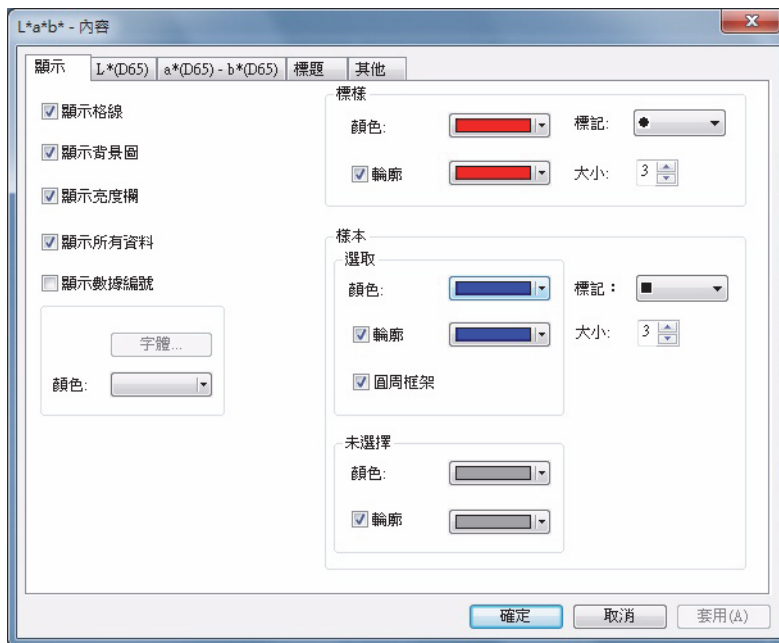 L*a*b* - 內容
顯示
L*(D65)
a*(D65) - b*(D65)
標題
其他
顯示格線
顯示背景圖
顯示亮度欄
顯示所有資料
顯示數據編號
字體...
顏色:
標樣
顏色:
標記:
輪廓
大小:
3
樣本
選取
顏色:
標記：
輪廓
大小:
3
圓周框架
未選擇
顏色:
輪廓
確定
取消
套用(A)